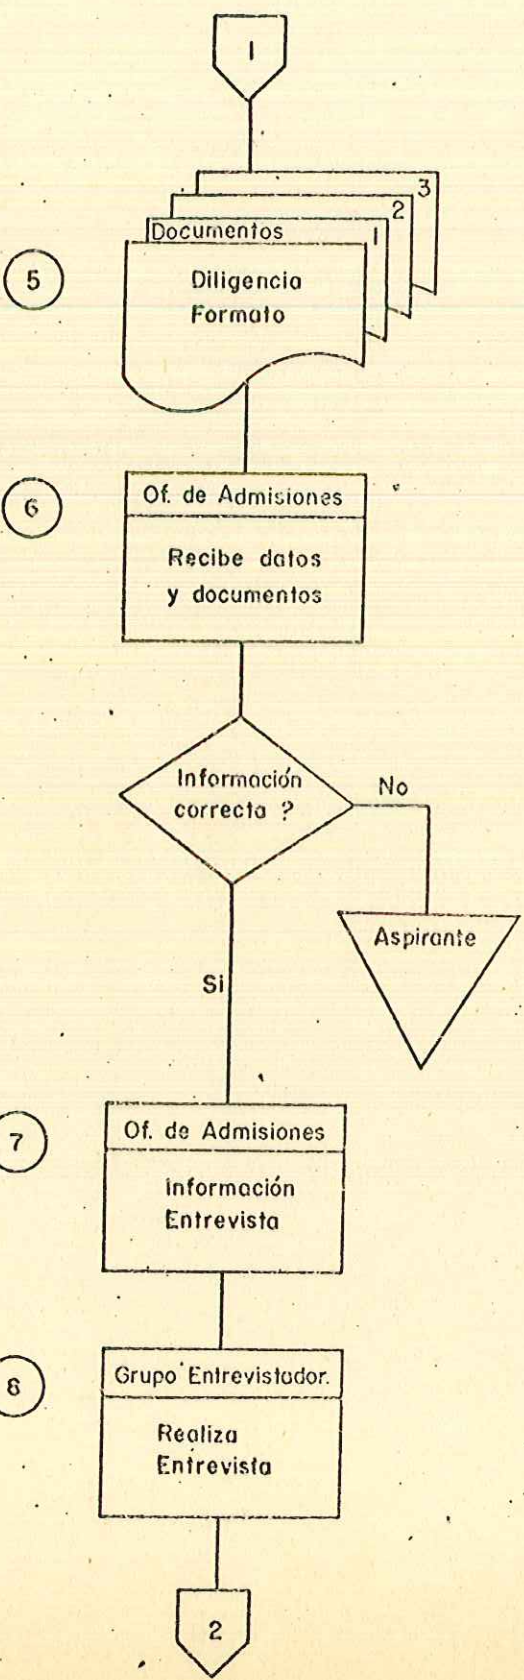 1
3
2
Documentos 1
5
Diligencia
Formato
6
Of. de Admisiones
Recibe datos
y documentos
Información
correcta ?
No
Aspirante
Si
7
Of. de Admisiones
Información
Entrevista
8
Grupo Entrevistador.
Realiza
Entrevista
2